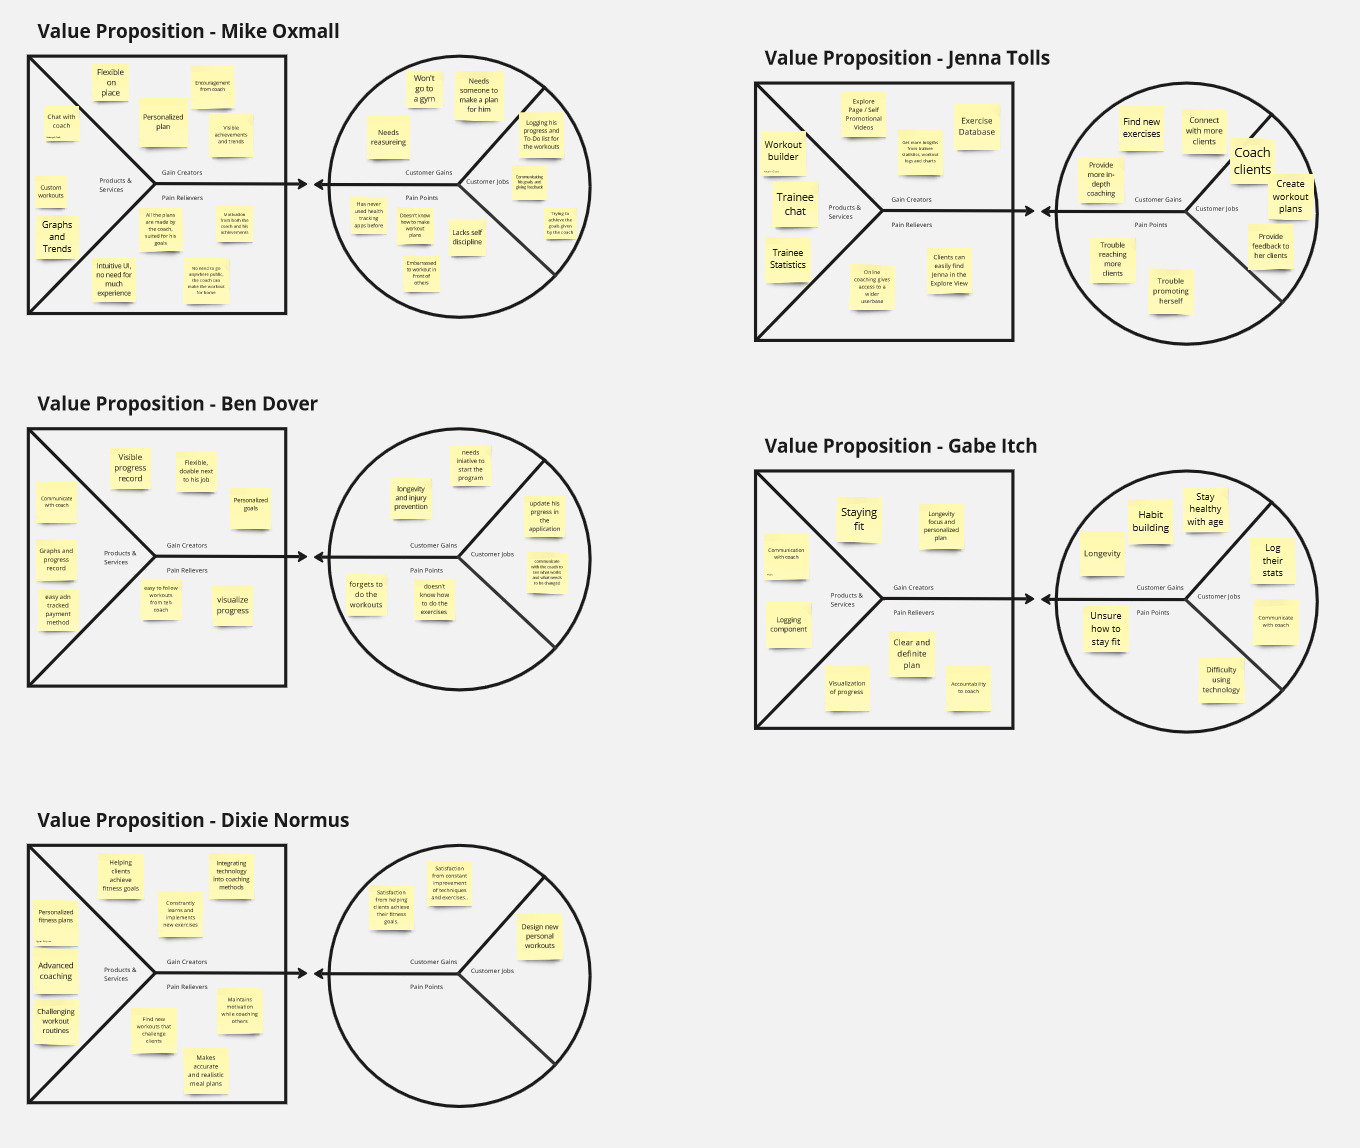 Value Proposition - Mike Oxmall
Flexible
on
place
Encouragement
from coach
Chat with
coach
Personalized
plan
Visible
achievements
and trends
Gain Creators
Products &
Services
Pain Relievers
Custom
workouts
Graphs
and
Trends
All the plans
are made by
the coach,
suited for his
goals
Motivation
from both the
coach and his
achievements
Intuitive UI,
no need for
much
experience
No need to go
anywhere public,
the coach can
make the workout
for home
Won't
go to
a gym
Needs
someone to
make a plan
for him
Needs
reasureing
Logging his
progress and
To-Do list for
the workouts
Customer Gains
Customer Jobs
Communicating
his goals and
giving feedback
Pain Points
Has never
used health
tracking
apps before
Doesn't know
how to make
workout
plans
Lacks self
discipline
Trying to
achieve the
goals given
by the coach
Embarrassed
to workout in
front of
others
Value Proposition - Jenna Tolls
Explore
Page / Self
Promotional
Videos
Exercise
Database
Get more insights
from trainee
statistics, workout
logs and charts
Workout
builder
Trainee
chat
Trainee
Statistics
Products &
Services
Gain Creators
Pain Relievers
Online
coaching gives
access to a
wider
userbase
Clients can
easily find
Jenna in the
Explore View
Find new
exercises
Connect
with more
clients
Coach
clients
Provide
more in-
depth
coaching
Create
workout
plans
Customer Gains
Customer Jobs
Pain Points
Provide
feedback to
her clients
Trouble
reaching
more
clients
Trouble
promoting
herself
Value Proposition - Ben Dover
Visible
progress
record
Flexible,
doable next
to his job
Personalized
goals
Communicate
with coach
Graphs and
progress
record
easy adn
tracked
payment
method
Products &
Services
Gain Creators
Pain Relievers
easy to follow
workouts
from teh
coach
visualize
progress
needs
iniative to
start the
program
longevity
and injury
prevention
update his
prgress in
the
application
Customer Gains
Customer Jobs
Pain Points
communicate
with the coach to
see what works
and what needs
to be changed
forgets to
do the
workouts
doesn't
know how
to do the
exercises
Value Proposition - Gabe Itch
Staying
fit
Longevity
focus and
personalized
plan
Communication
with coach
Logging
component
Products &
Services
Gain Creators
Pain Relievers
Clear and
definite
plan
Visualization
of progress
Accountability
to coach
Longevity
Habit
building
Stay
healthy
with age
Log
their
stats
Customer Gains
Customer Jobs
Pain Points
Communicate
with coach
Unsure
how to
stay fit
Difficulty
using
technology
Value Proposition - Dixie Normus
Helping
clients
achieve
fitness goals
Integrating
technology
into coaching
methods
Constrantly
learns and
implements
new exercises
Personalized
fitness plans
Advanced
coaching
Challenging
workout
routines
Products &
Services
Gain Creators
Pain Relievers
Find new
workouts that
challenge
clients
Maintains
motivation
while coaching
others
Makes
accurate
and realistic
meal plans
Satisfaction
from helping
clients achieve
their fitness
goals.
Satisfaction
from constant
improvement
of techniques
and exercises.
Design new
personal
workouts
Customer Gains
Customer Jobs
Pain Points